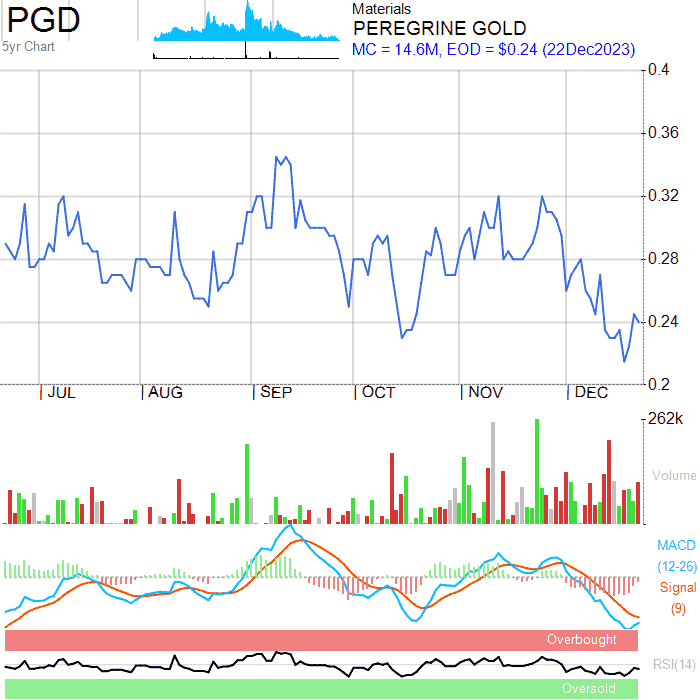 PGD
5yr Chart
Materials
PEREGRINE GOLD
MC = 14.6M, EOD = $0.24 (22Dec2023)
0.4
0.36
0.32
0.28
0.24
0.2
JUL AUG SEP OCT NOV DEC
262k
Volume
MACD
(12-26)
Signal
(9)
Overbought
RSI(14)
Oversold